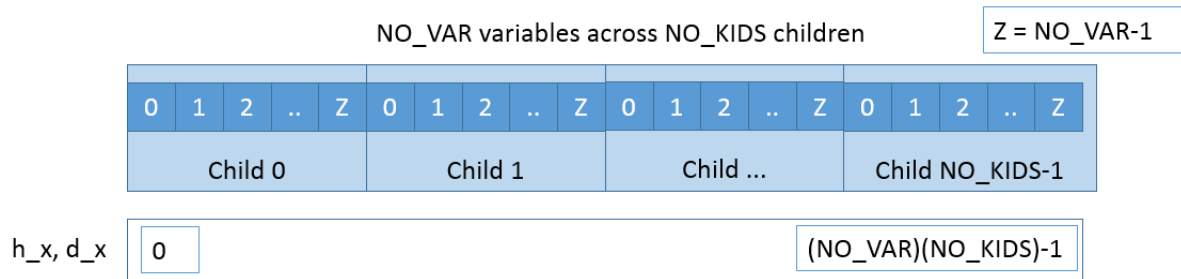 NO_VAR variables across NO_KIDS children
Z = NO_VAR-1
0 1 2 .. Z 0 1 2 .. Z 0 1 2 .. Z 0 1 2 .. Z
Child 0 Child 1 Child ... Child NO_KIDS-1
h_x, d_x 0 (NO_VAR)(NO_KIDS)-1